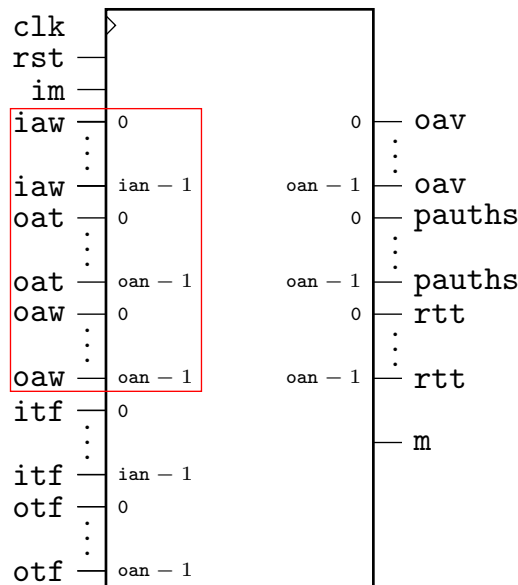 clk
rst
im
iaw 0 0 oav
iaw ian − 1 oan − 1 oav
oat 0 0 pauths
oat oan − 1 oan − 1 pauths
oaw 0 0 rtt
oaw oan − 1 oan − 1 rtt
itf 0
m
itf ian − 1
otf 0
otf oan − 1